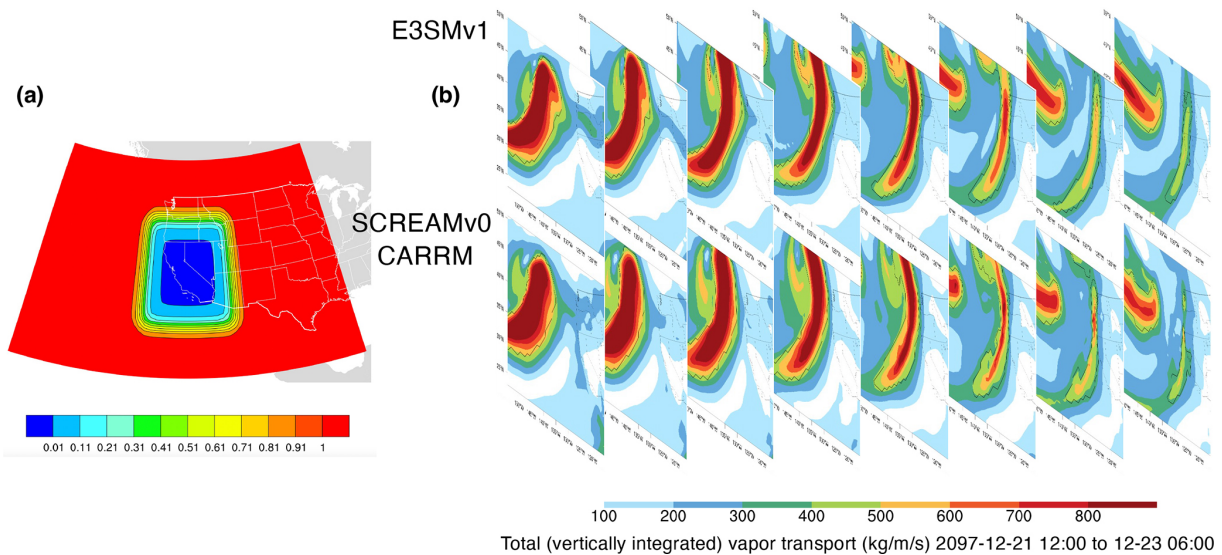 E3SMv1
(a)
(b)
SCREAMv0
CARRM
0.01 0.11 0.21 0.31 0.41 0.51 0.61 0.71 0.81 0.91 1
100 200 300 400 500 600 700 800
Total (vertically integrated) vapor transport (kg/m/s) 2097-12-21 12:00 to 12-23 06:00